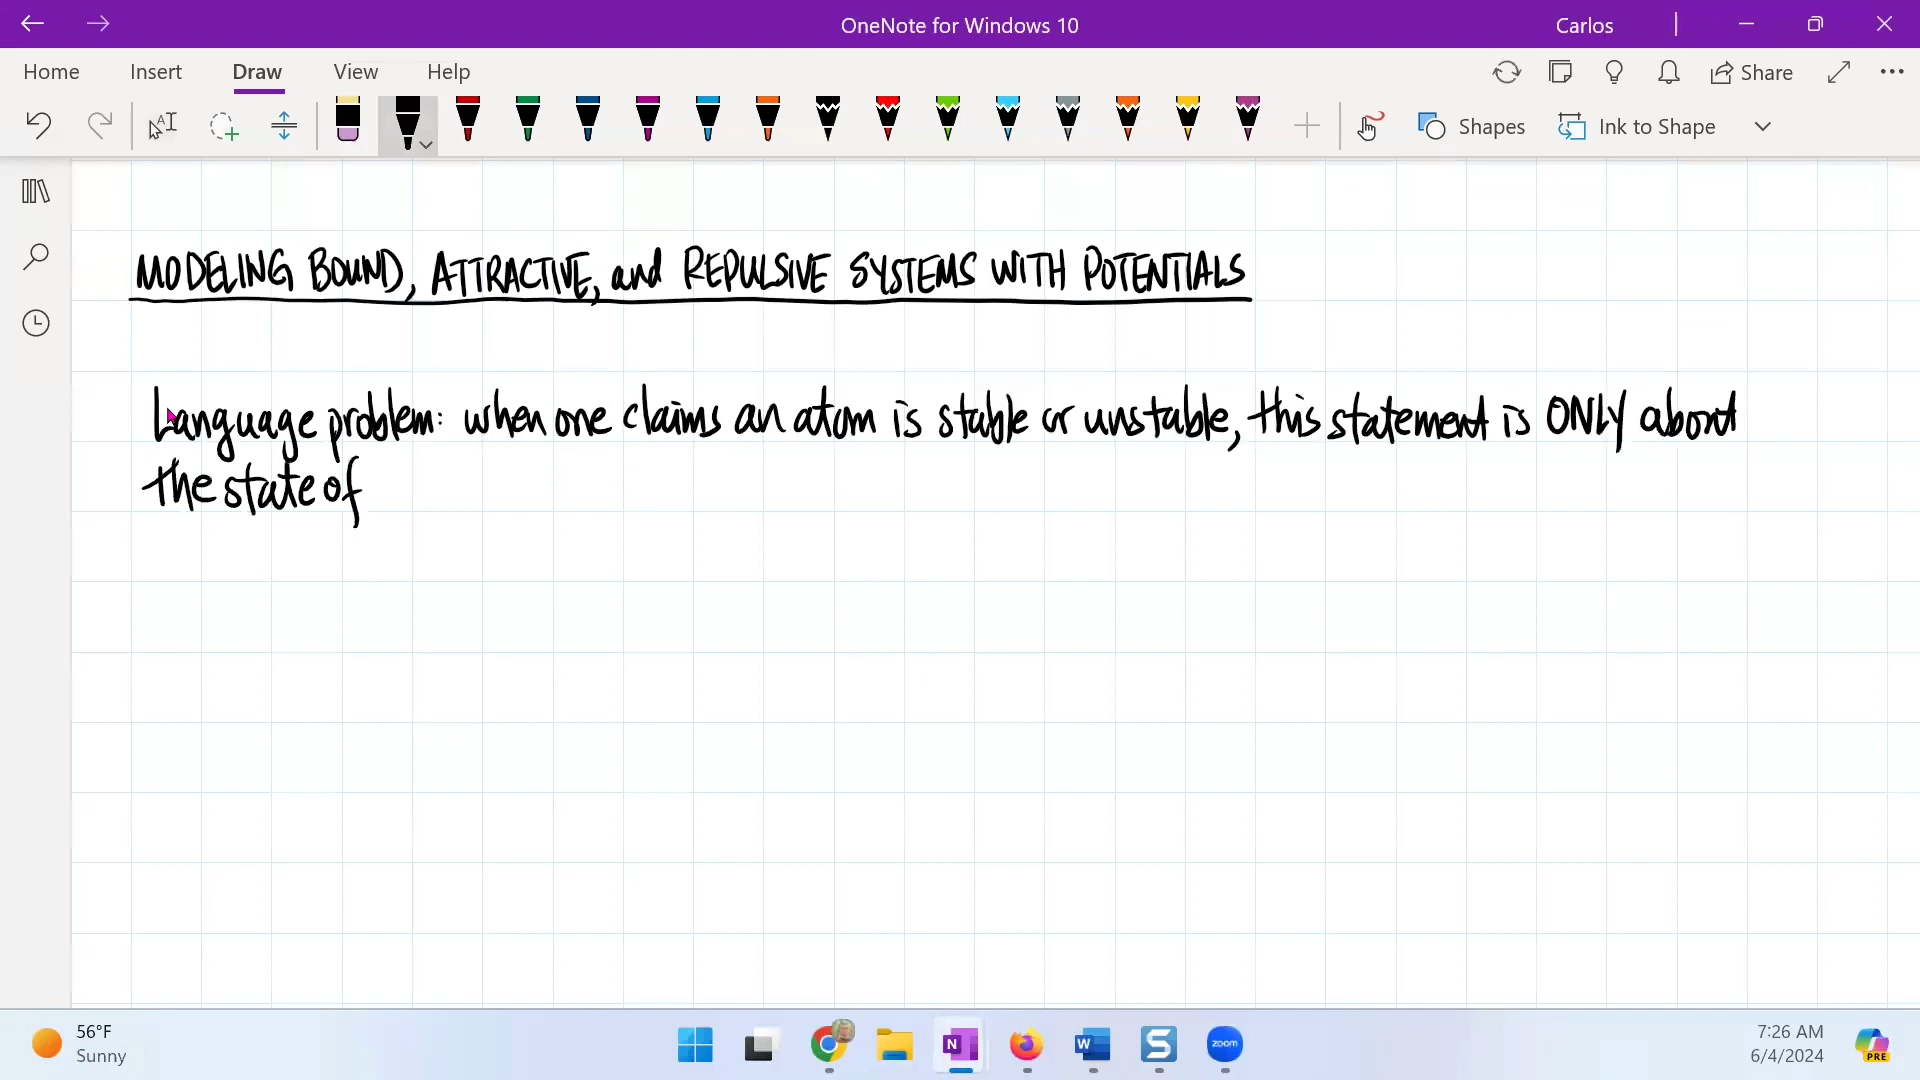 OneNote for Windows 10
Carlos
Home Insert Draw View Help
Share
Shapes
Ink to Shape
MODELING BOUND, ATTRACTIVE, and REPULSIVE SYSTEMS WITH POTENTIALS
Language problem: when one claims an atom is stable or unstable, this statement is ONLY about
the state of
56°F
Sunny
zoom
7:26 AM
6/4/2024
PRE